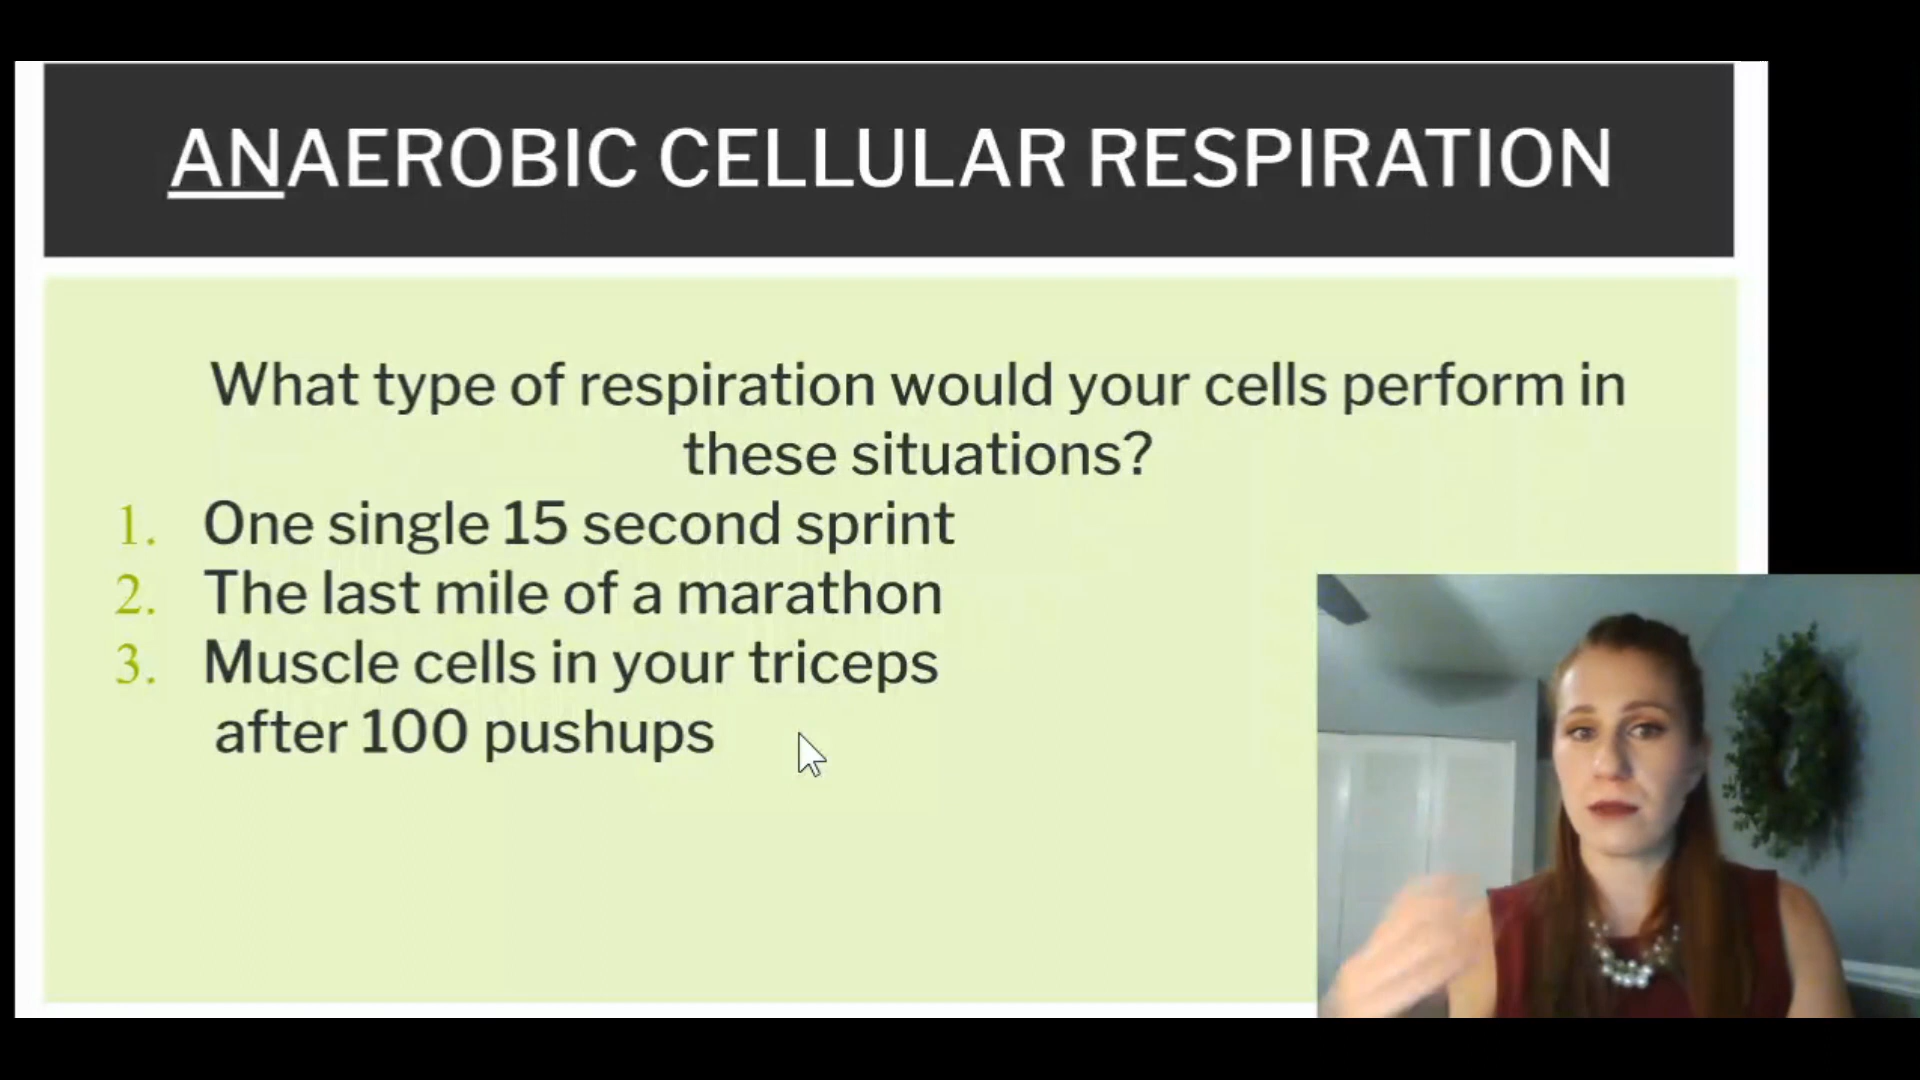 ANAEROBIC CELLULAR RESPIRATION
What type of respiration would your cells perform in
these situations?
1. One single 15 second sprint
2. The last mile of a marathon
3. Muscle cells in your triceps
after 100 pushups